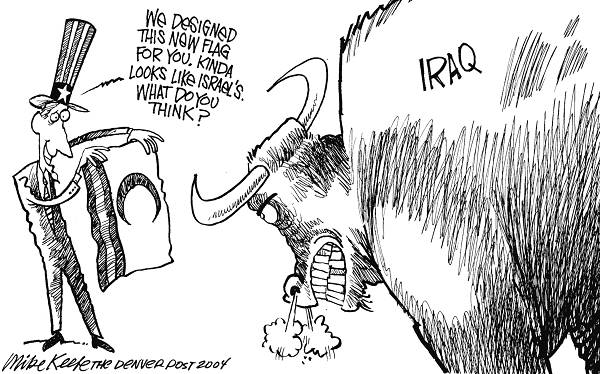 WE DESIGNED
THIS NEW FLAG
FOR YOU. KINDA
LOOKS LIKE ISRAEL'S.
WHAT DO YOU
THINK?
IRAQ
Mike Keefe THE DENVER POST 2004